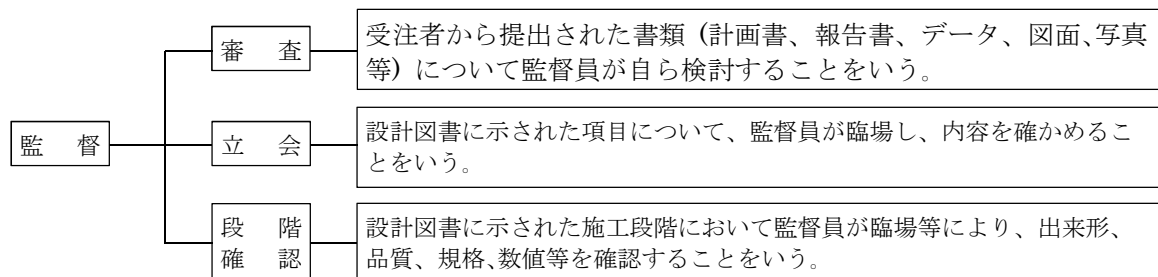 審　査
受注者から提出された書類 (計画書、報告書、データ、図面、写真
等) について監督員が自ら検討することをいう。
監　督
立　会
設計図書に示された項目について、監督員が臨場し、内容を確かめるこ
とをいう。
段　階
確　認
設計図書に示された施工段階において監督員が臨場等により、出来形、
品質、規格、数値等を確認することをいう。